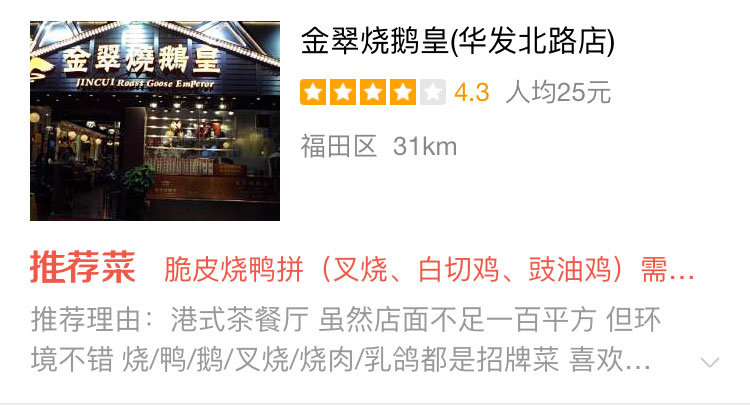 金翠燒鵝皇
JINCUI Roast Goose Emperor
金翠烧鹅皇(华发北路店)
4.3 人均25元
福田区 31km
推荐菜 脆皮烧鸭拼（叉烧、白切鸡、豉油鸡）需…
推荐理由：港式茶餐厅 虽然店面不足一百平方 但环
境不错 烧/鸭/鹅/叉烧/烧肉/乳鸽都是招牌菜 喜欢…